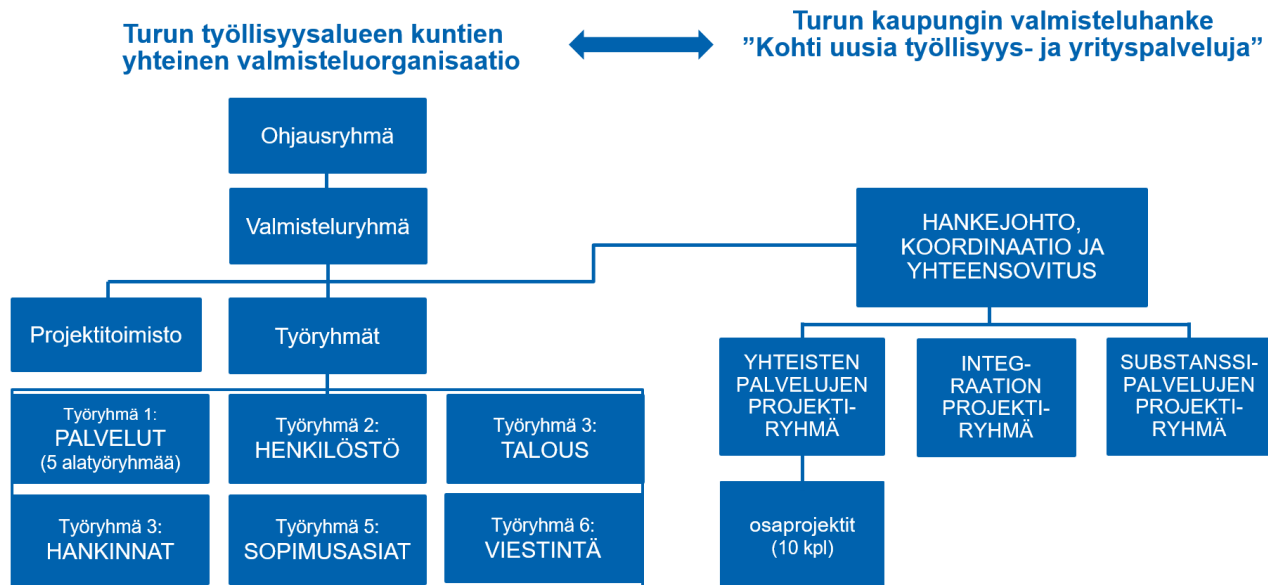 Turun työllisyysalueen kuntien
yhteinen valmisteluorganisaatio
Turun kaupungin valmisteluhanke
”Kohti uusia työllisyys- ja yrityspalveluja”
Ohjausryhmä
Valmisteluryhmä
Projektitoimisto
Työryhmät
Työryhmä 1:
PALVELUT
(5 alatyöryhmää)
Työryhmä 2:
HENKILÖSTÖ
Työryhmä 3:
TALOUS
Työryhmä 3:
HANKINNAT
Työryhmä 5:
SOPIMUSASIAT
Työryhmä 6:
VIESTINTÄ
HANKEJOHTO,
KOORDINAATIO JA
YHTEENSOVITUS
YHTEISTEN
PALVELUJEN
PROJEKTI-
RYHMÄ
INTEG-
RAATION
PROJEKTI-
RYHMÄ
SUBSTANSSI-
PALVELUJEN
PROJEKTI-
RYHMÄ
osaprojektit
(10 kpl)